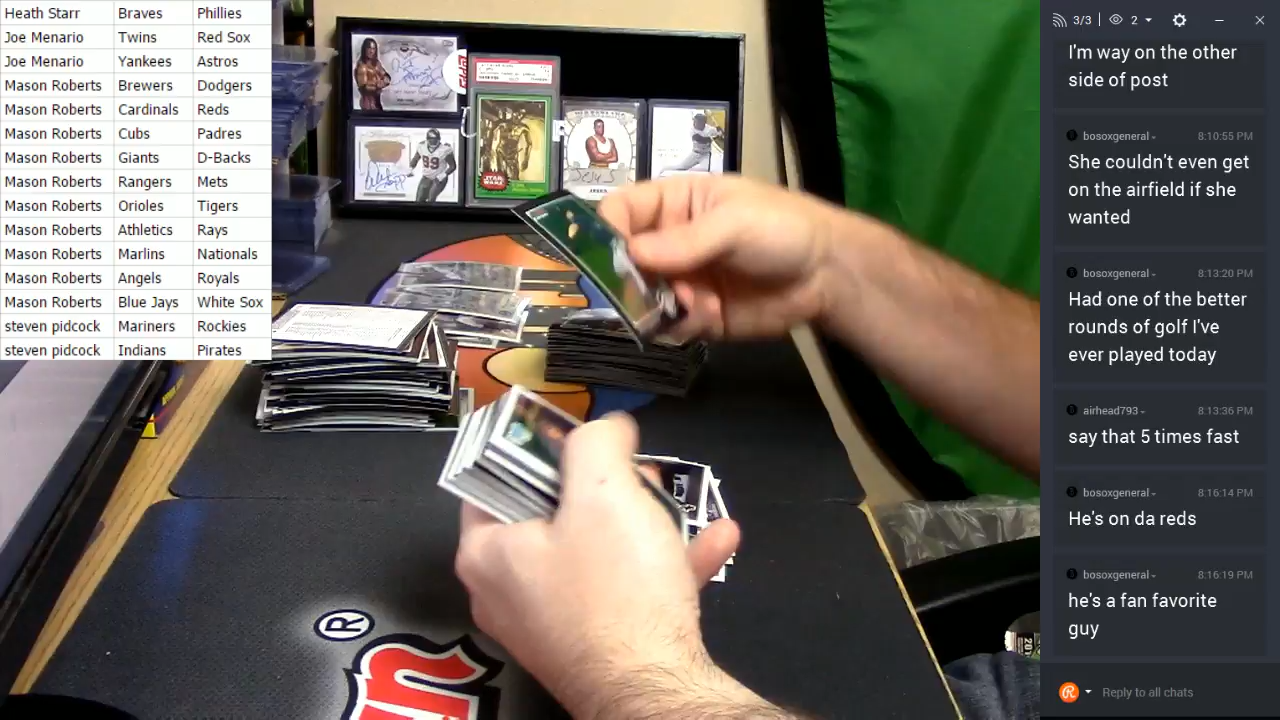 Heath Starr Braves Phillies
Joe Menario Twins Red Sox
Joe Menario Yankees Astros
Mason Roberts Brewers Dodgers
Mason Roberts Cardinals Reds
Mason Roberts Cubs Padres
Mason Roberts Giants D-Backs
Mason Roberts Rangers Mets
Mason Roberts Orioles Tigers
Mason Roberts Athletics Rays
Mason Roberts Marlins Nationals
Mason Roberts Angels Royals
Mason Roberts Blue Jays White Sox
steven pidcock Mariners Rockies
steven pidcock Indians Pirates
STAR
WARS
99
®
3/3 2
I'm way on the other
side of post
bosoxgeneral 8:10:55 PM
She couldn't even get
on the airfield if she
wanted
bosoxgeneral 8:13:20 PM
Had one of the better
rounds of golf I've
ever played today
airhead793 8:13:36 PM
say that 5 times fast
bosoxgeneral 8:16:14 PM
He's on da reds
bosoxgeneral 8:16:19 PM
he's a fan favorite
guy
Reply to all chats